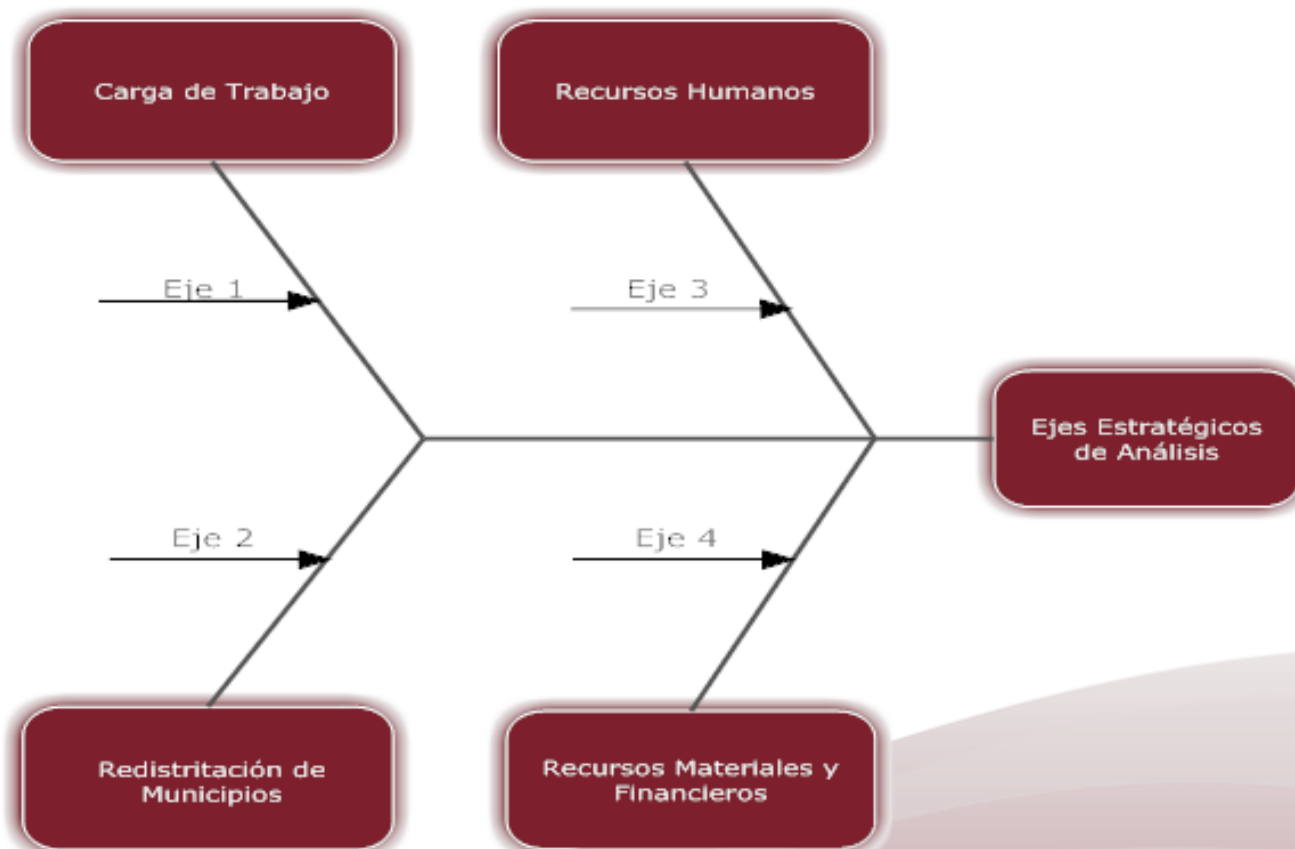 Carga de Trabajo
Recursos Humanos
Eje 1
Eje 3
Ejes Estratégicos
de Análisis
Eje 2
Eje 4
Redistritación de
Municipios
Recursos Materiales y
Financieros